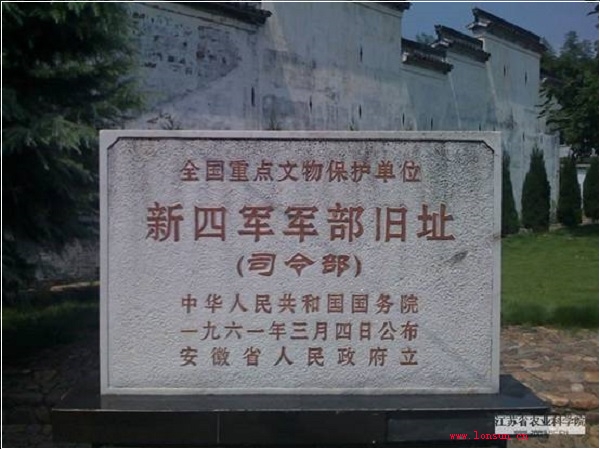 全国重点文物保护单位
新四军军部旧址
(司令部)
中华人民共和国国务院
一九六一年三月四日公布
安徽省人民政府立
江苏省农业科学院
www.lonsun.cn